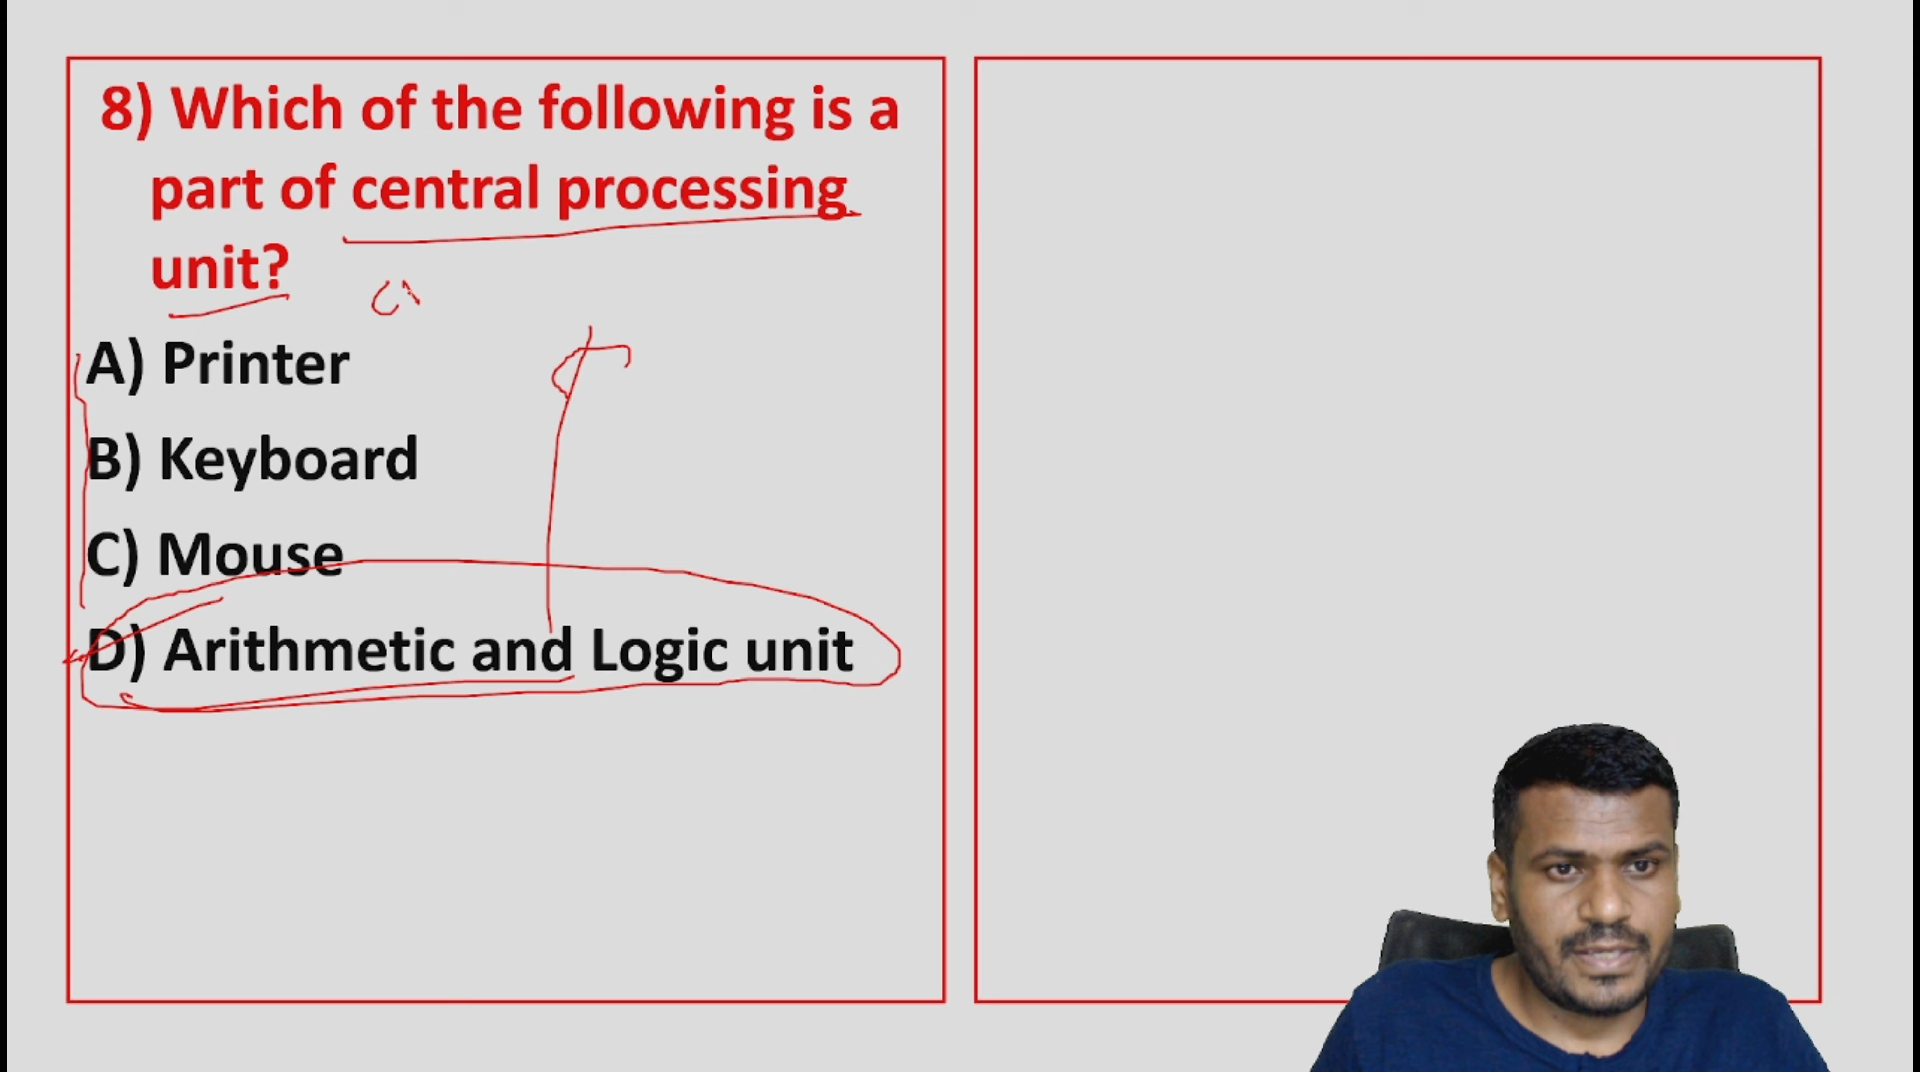 8) Which of the following is a
part of central processing
unit?
A) Printer
B) Keyboard
C) Mouse
D) Arithmetic and Logic unit